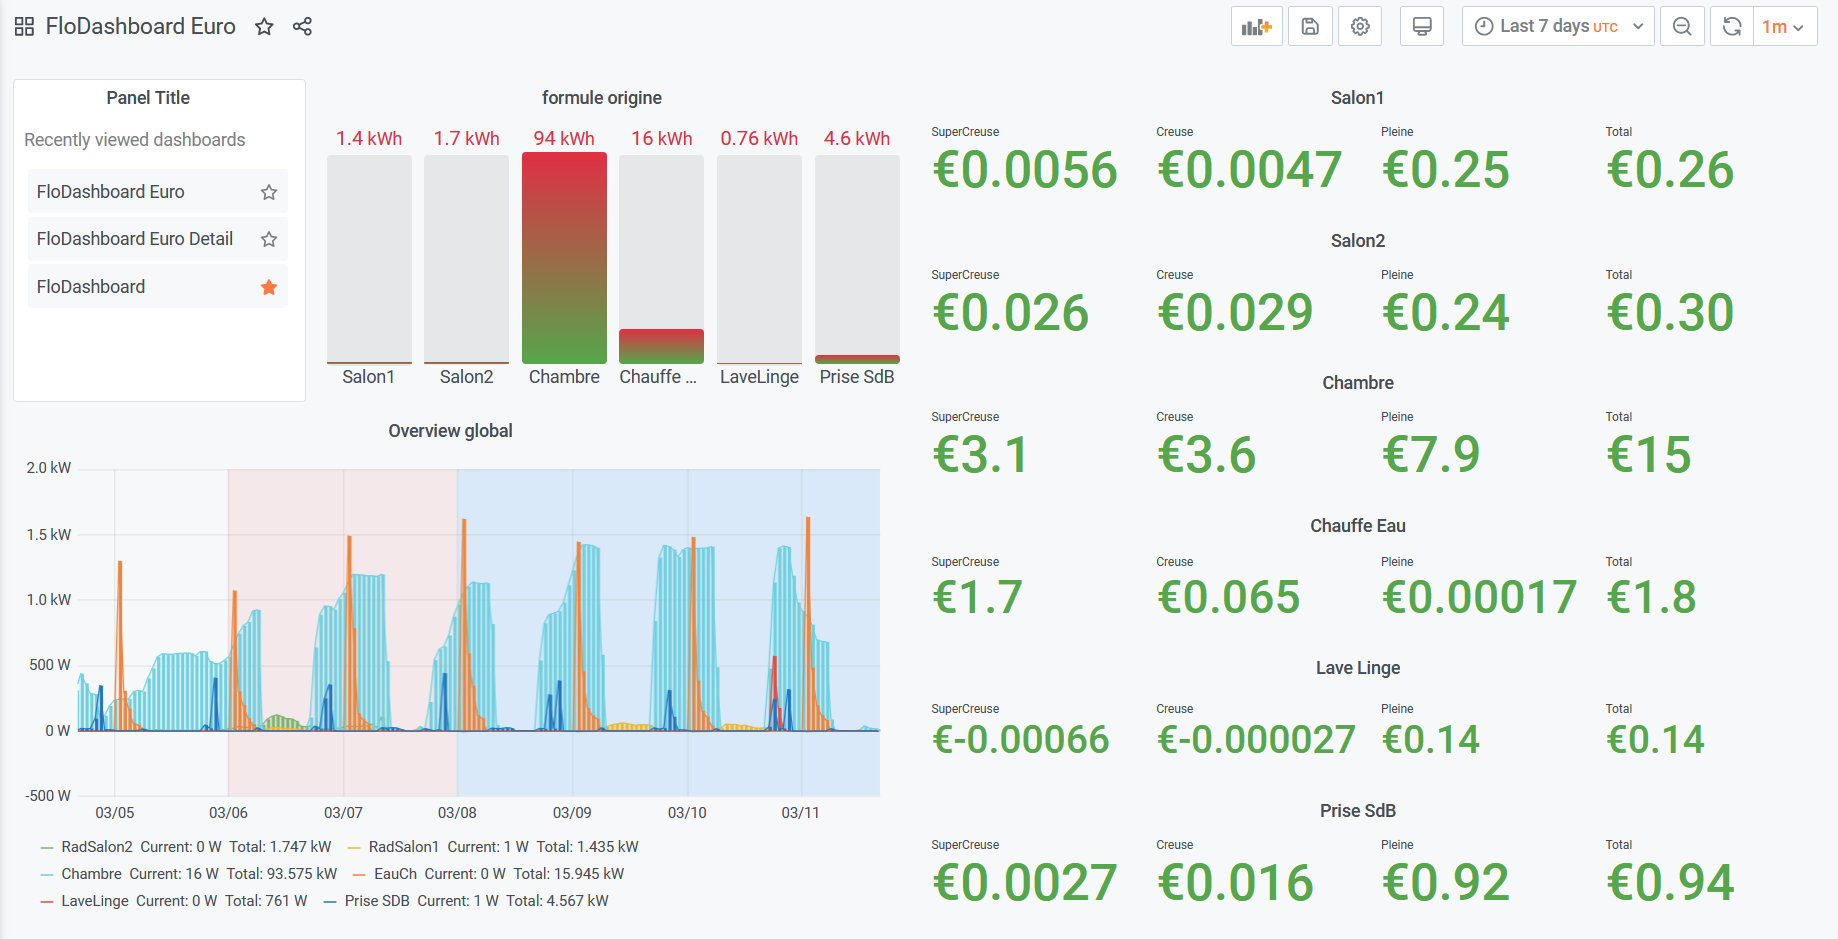 FloDashboard Euro
Last 7 days UTC
1m
Panel Title
Recently viewed dashboards
FloDashboard Euro
FloDashboard Euro Detail
FloDashboard
formule origine
1.4 kWh 1.7 kWh 94 kWh 16 kWh 0.76 kWh 4.6 kWh
Salon1 Salon2 Chambre Chauffe ... LaveLinge Prise SdB
Overview global
2.0 kW
1.5 kW
1.0 kW
500 W
0 W
-500 W
03/05 03/06 03/07 03/08 03/09 03/10 03/11
RadSalon2 Current: 0 W Total: 1.747 kW RadSalon1 Current: 1 W Total: 1.435 kW
Chambre Current: 16 W Total: 93.575 kW EauCh Current: 0 W Total: 15.945 kW
LaveLinge Current: 0 W Total: 761 W Prise SDB Current: 1 W Total: 4.567 kW
Salon1
SuperCreuse Creuse Pleine Total
€0.0056 €0.0047 €0.25 €0.26
Salon2
SuperCreuse Creuse Pleine Total
€0.026 €0.029 €0.24 €0.30
Chambre
SuperCreuse Creuse Pleine Total
€3.1 €3.6 €7.9 €15
Chauffe Eau
SuperCreuse Creuse Pleine Total
€1.7 €0.065 €0.00017 €1.8
Lave Linge
SuperCreuse Creuse Pleine Total
€-0.00066 €-0.000027 €0.14 €0.14
Prise SdB
SuperCreuse Creuse Pleine Total
€0.0027 €0.016 €0.92 €0.94